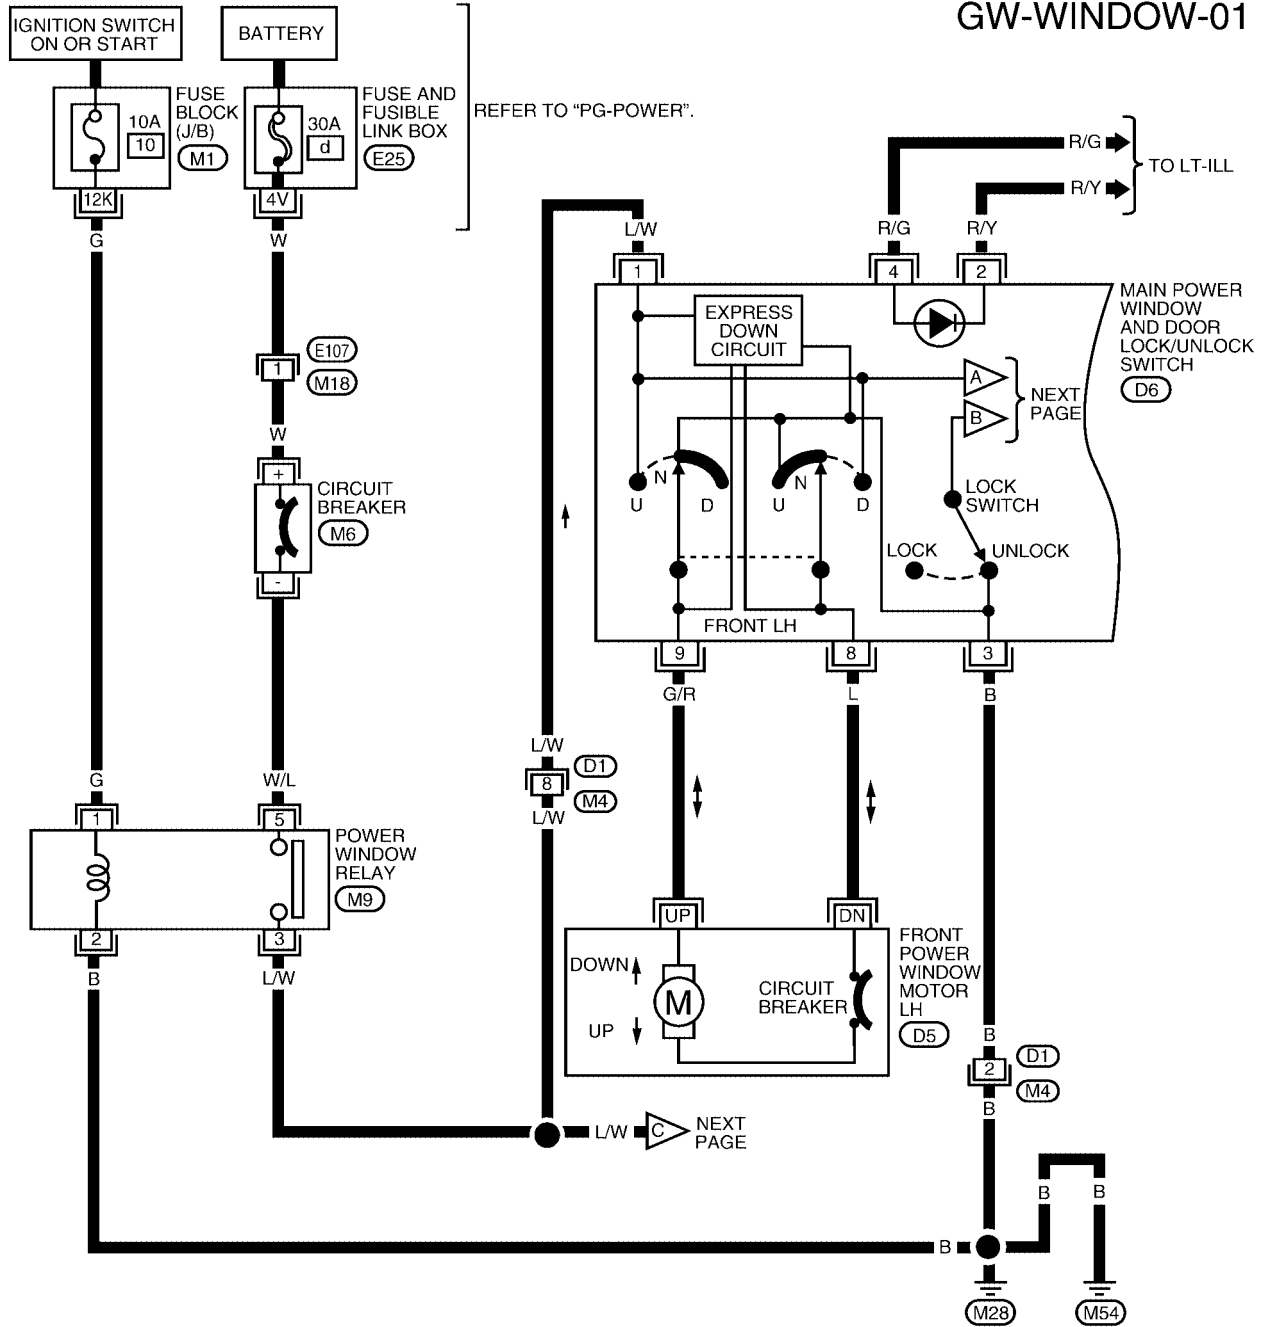 GW-WINDOW-01
IGNITION SWITCH
ON OR START
BATTERY
FUSE
BLOCK
(J/B)
M1
10A
10
FUSE AND
FUSIBLE
LINK BOX
E25
30A
d
REFER TO “PG-POWER”.
12K
4V
G
W
E107
1
M18
W
+
CIRCUIT
BREAKER
M6
-
G
W/L
1
5
POWER
WINDOW
RELAY
M9
2
3
B
L/W
R/G
R/Y
TO LT-ILL
L/W
R/G
R/Y
1
4
2
MAIN POWER
WINDOW
AND DOOR
LOCK/UNLOCK
SWITCH
D6
EXPRESS
DOWN
CIRCUIT
A
B
NEXT
PAGE
U
N
D
U
N
D
LOCK
SWITCH
LOCK
UNLOCK
FRONT LH
9
8
3
G/R
L
B
L/W
D1
8
M4
L/W
UP
DN
DOWN
UP
M
CIRCUIT
BREAKER
FRONT
POWER
WINDOW
MOTOR
LH
D5
B
D1
2
M4
B
L/W
C
NEXT
PAGE
B
B
B
M28
M54